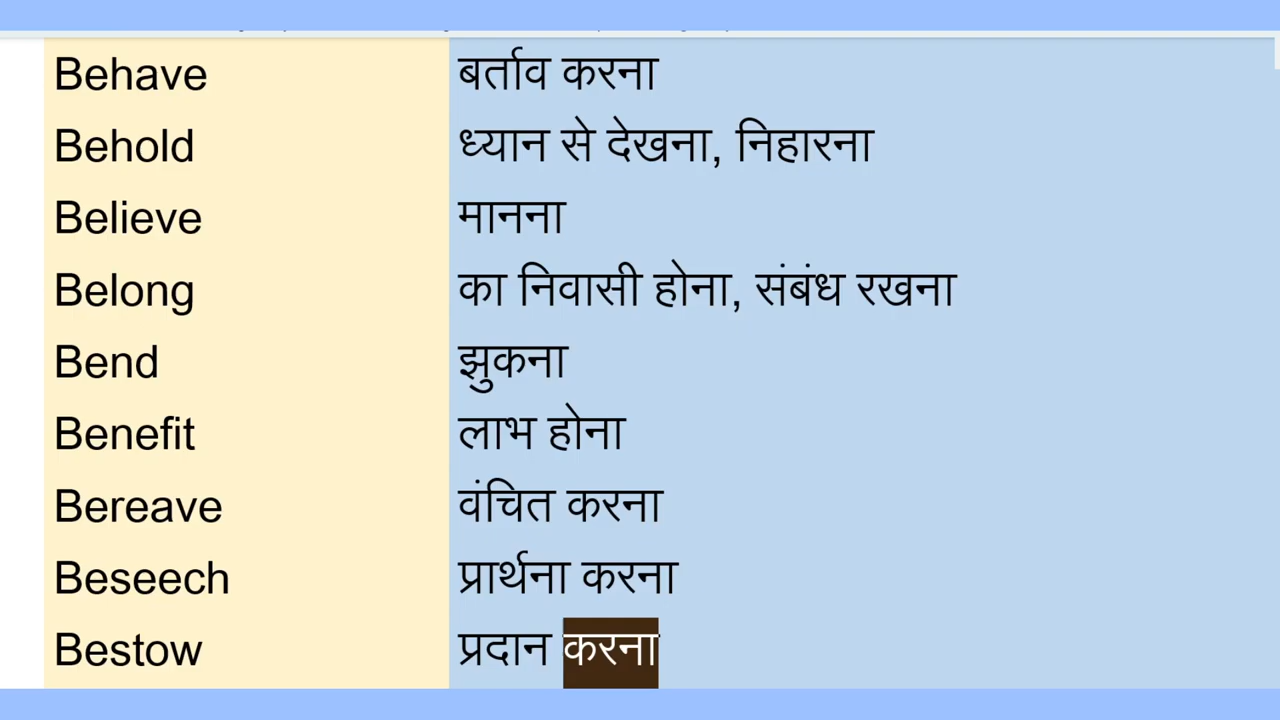 Behave बर्ताव करना
Behold ध्यान से देखना, निहारना
Believe मानना
Belong का निवासी होना, संबंध रखना
Bend झुकना
Benefit लाभ होना
Bereave वंचित करना
Beseech प्रार्थना करना
Bestow प्रदान करना